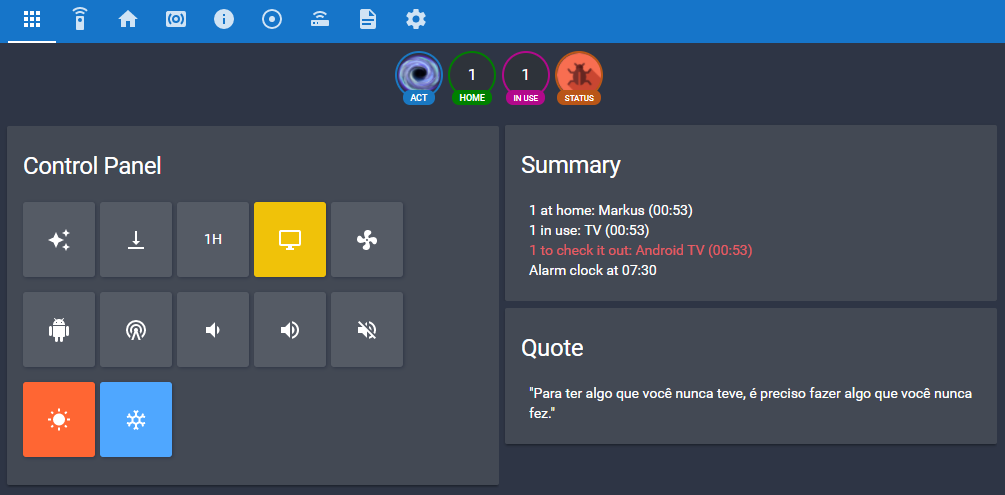 1
1
ACT
HOME
IN USE
STATUS
Control Panel
1H
Summary
1 at home: Markus (00:53)
1 in use: TV (00:53)
1 to check it out: Android TV (00:53)
Alarm clock at 07:30
Quote
"Para ter algo que você nunca teve, é preciso fazer algo que você nunca
fez."